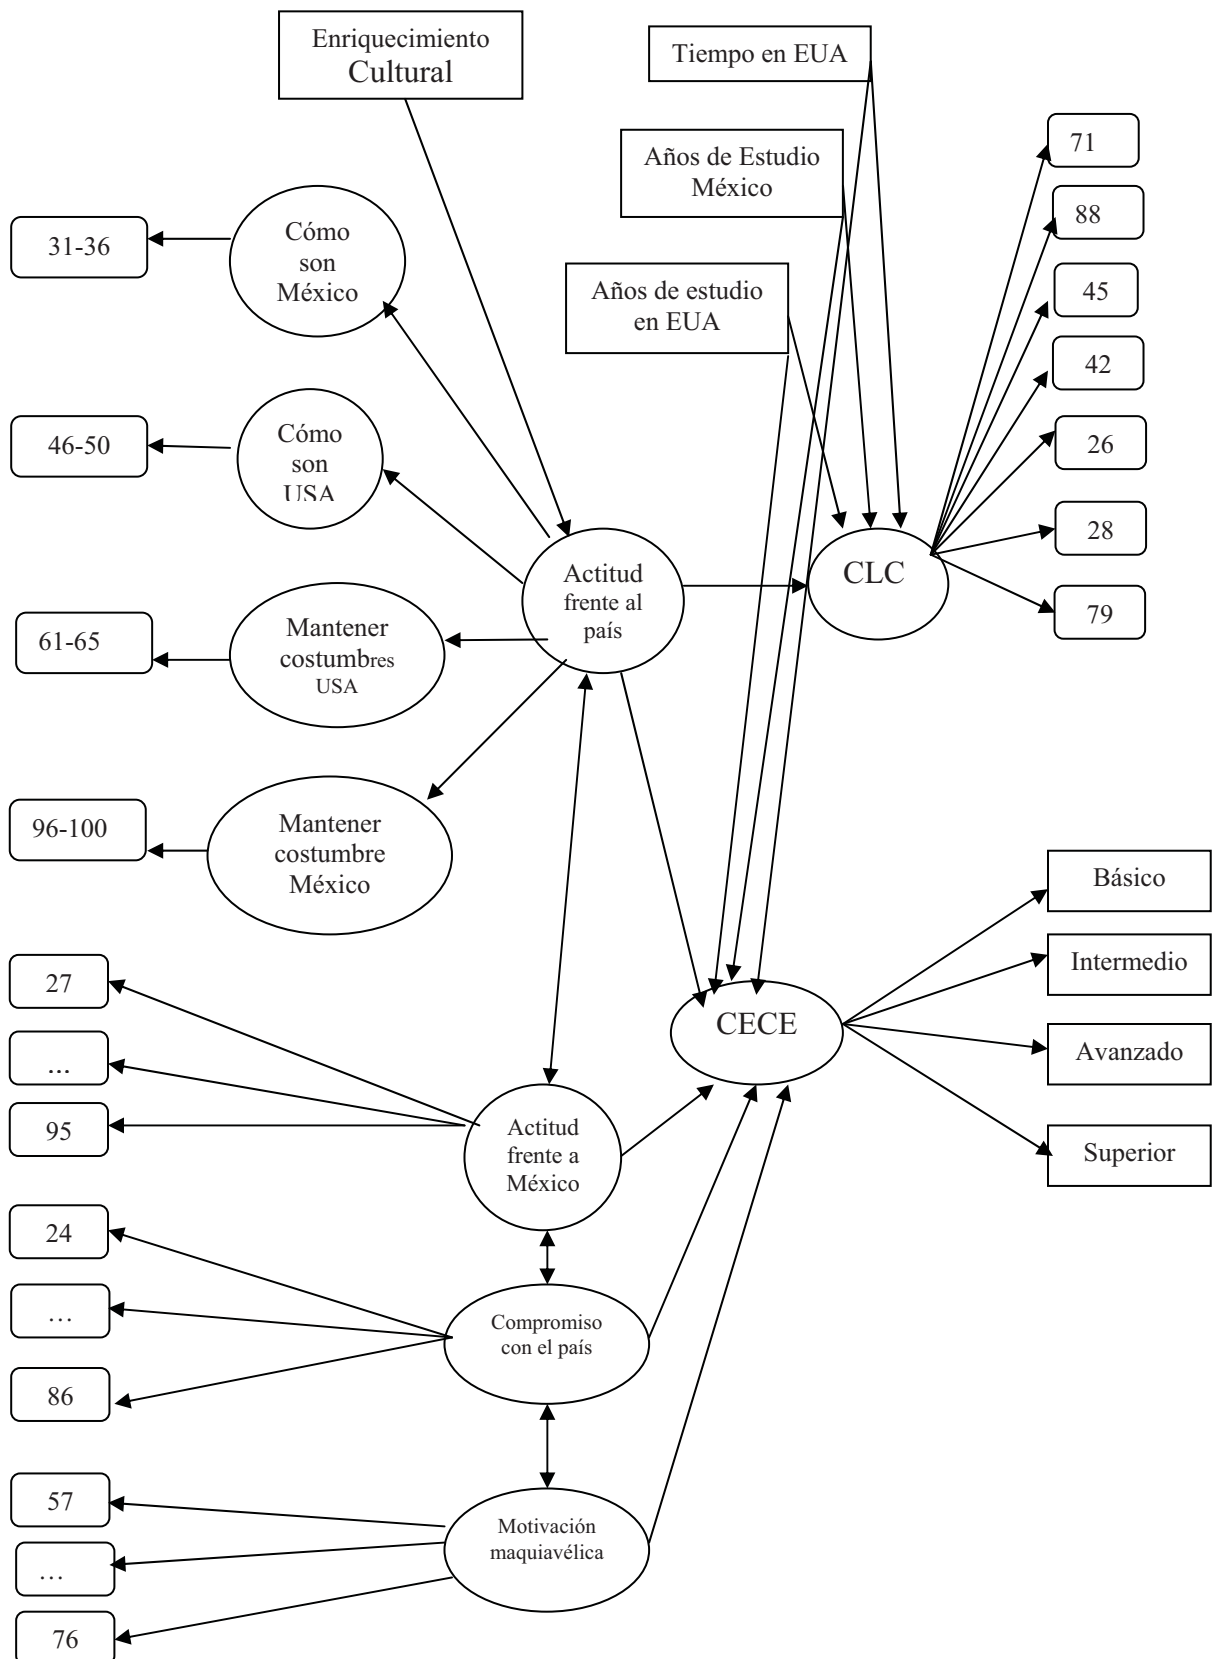 Enriquecimiento
Cultural
Tiempo en EUA
Años de Estudio
México
Años de estudio
en EUA
71
88
45
42
26
28
79
Cómo
son
México
31-36
Cómo
son
USA
46-50
Actitud
frente al
país
CLC
Mantener
costumbres
USA
61-65
Mantener
costumbre
México
96-100
Básico
Intermedio
Avanzado
Superior
CECE
27
...
95
Actitud
frente a
México
24
…
86
Compromiso
con el país
57
…
76
Motivación
maquiavélica